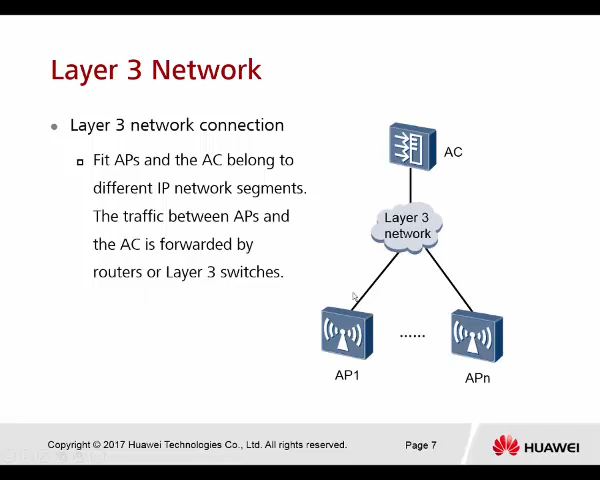 Layer 3 Network
Layer 3 network connection
Fit APs and the AC belong to
different IP network segments.
The traffic between APs and
the AC is forwarded by
routers or Layer 3 switches.
AC
Layer 3
network
......
AP1
APn
Copyright © 2017 Huawei Technologies Co., Ltd. All rights reserved.
Page 7
HUAWEI